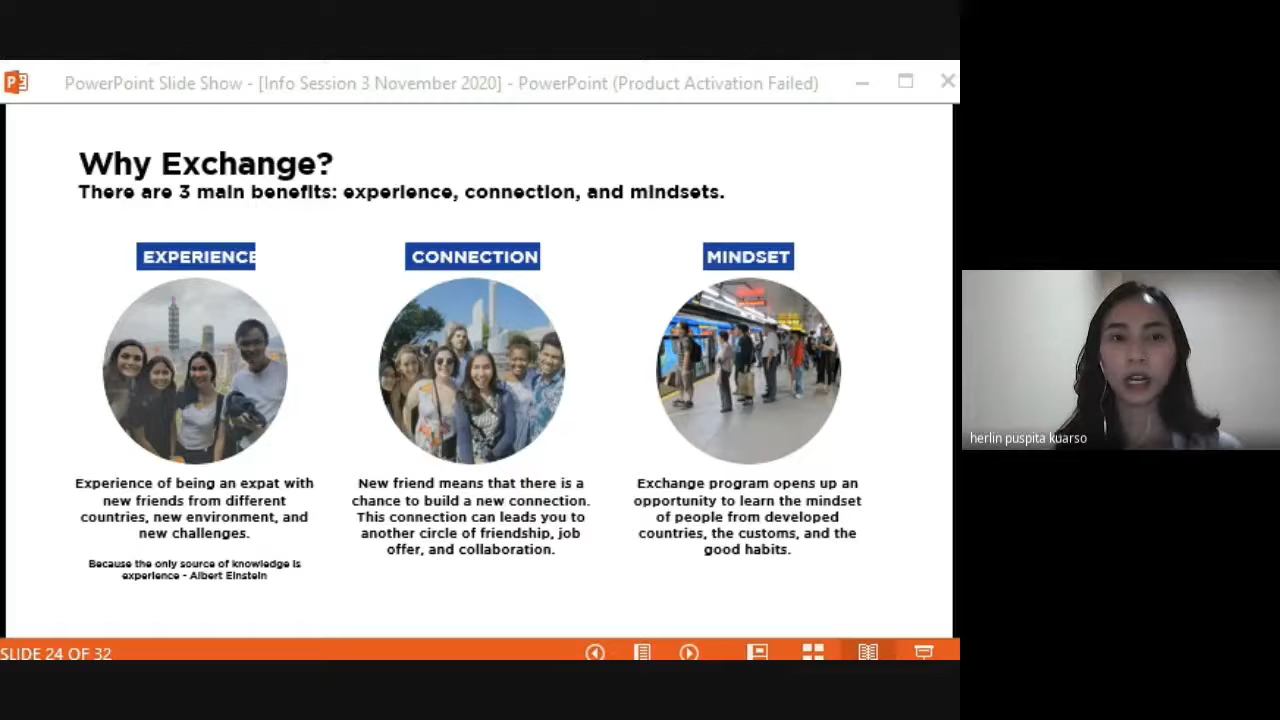 PowerPoint Slide Show - [Info Session 3 November 2020] - PowerPoint (Product Activation Failed)
Why Exchange?
There are 3 main benefits: experience, connection, and mindsets.
EXPERIENCE
CONNECTION
MINDSET
Experience of being an expat with
new friends from different
countries, new environment, and
new challenges.
Because the only source of knowledge is
experience - Albert Einstein
New friend means that there is a
chance to build a new connection.
This connection can leads you to
another circle of friendship, job
offer, and collaboration.
Exchange program opens up an
opportunity to learn the mindset
of people from developed
countries, the customs, and the
good habits.
herlin puspita kuarso
SLIDE 24 OF 32